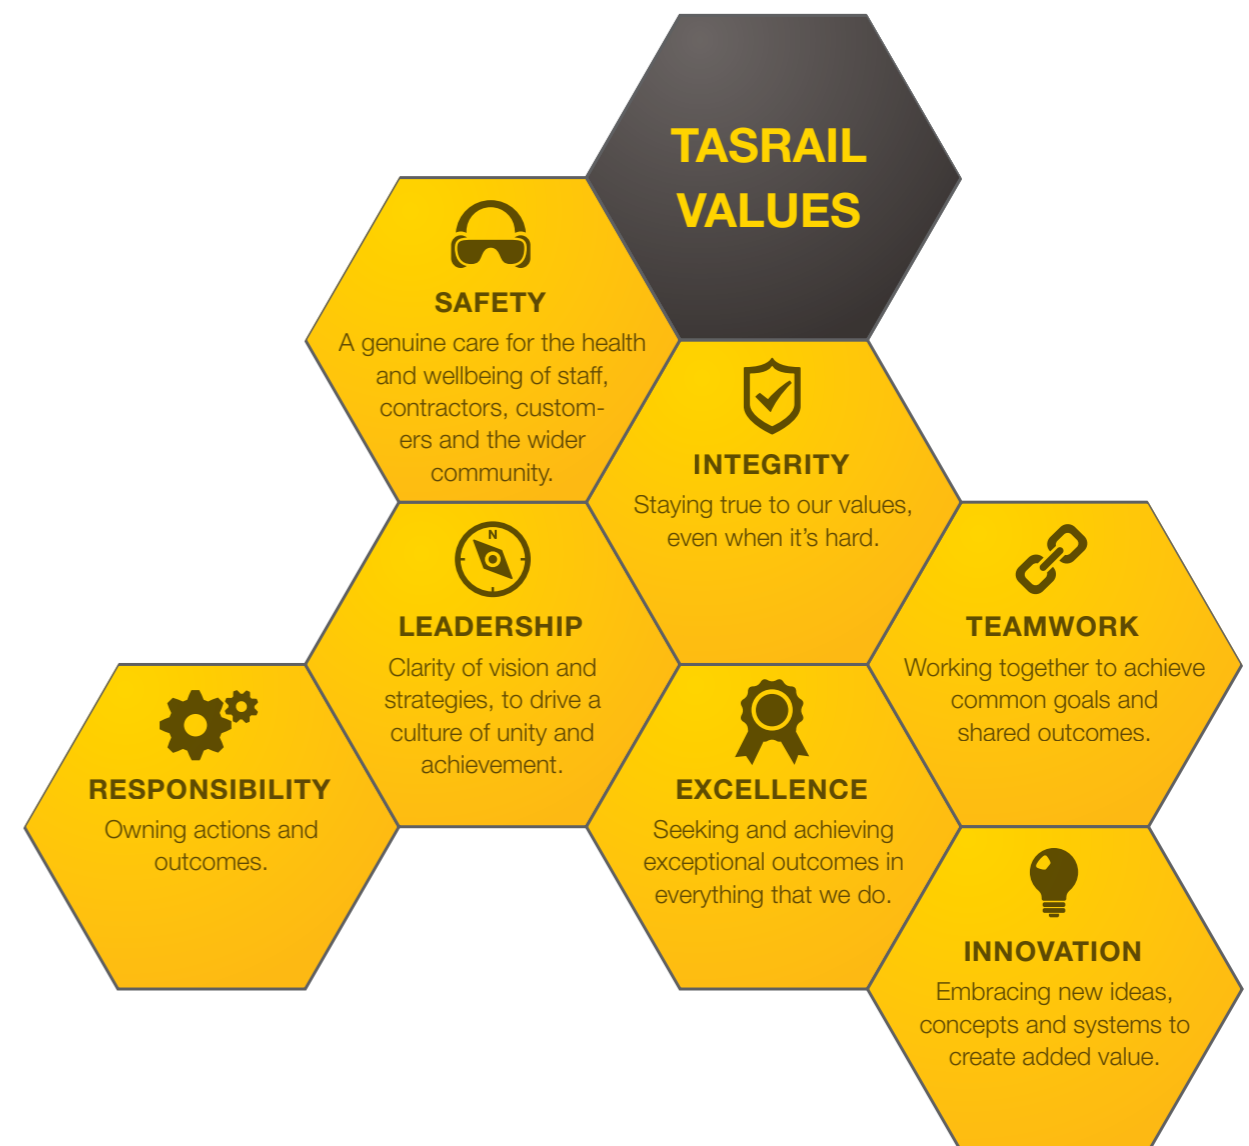 TASRAIL
VALUES
SAFETY
A genuine care for the health
and wellbeing of staff,
contractors, custom-
ers and the wider
community.
INTEGRITY
Staying true to our values,
even when it’s hard.
N
LEADERSHIP
Clarity of vision and
strategies, to drive a
culture of unity and
achievement.
TEAMWORK
Working together to achieve
common goals and
shared outcomes.
RESPONSIBILITY
Owning actions and
outcomes.
EXCELLENCE
Seeking and achieving
exceptional outcomes in
everything that we do.
INNOVATION
Embracing new ideas,
concepts and systems to
create added value.